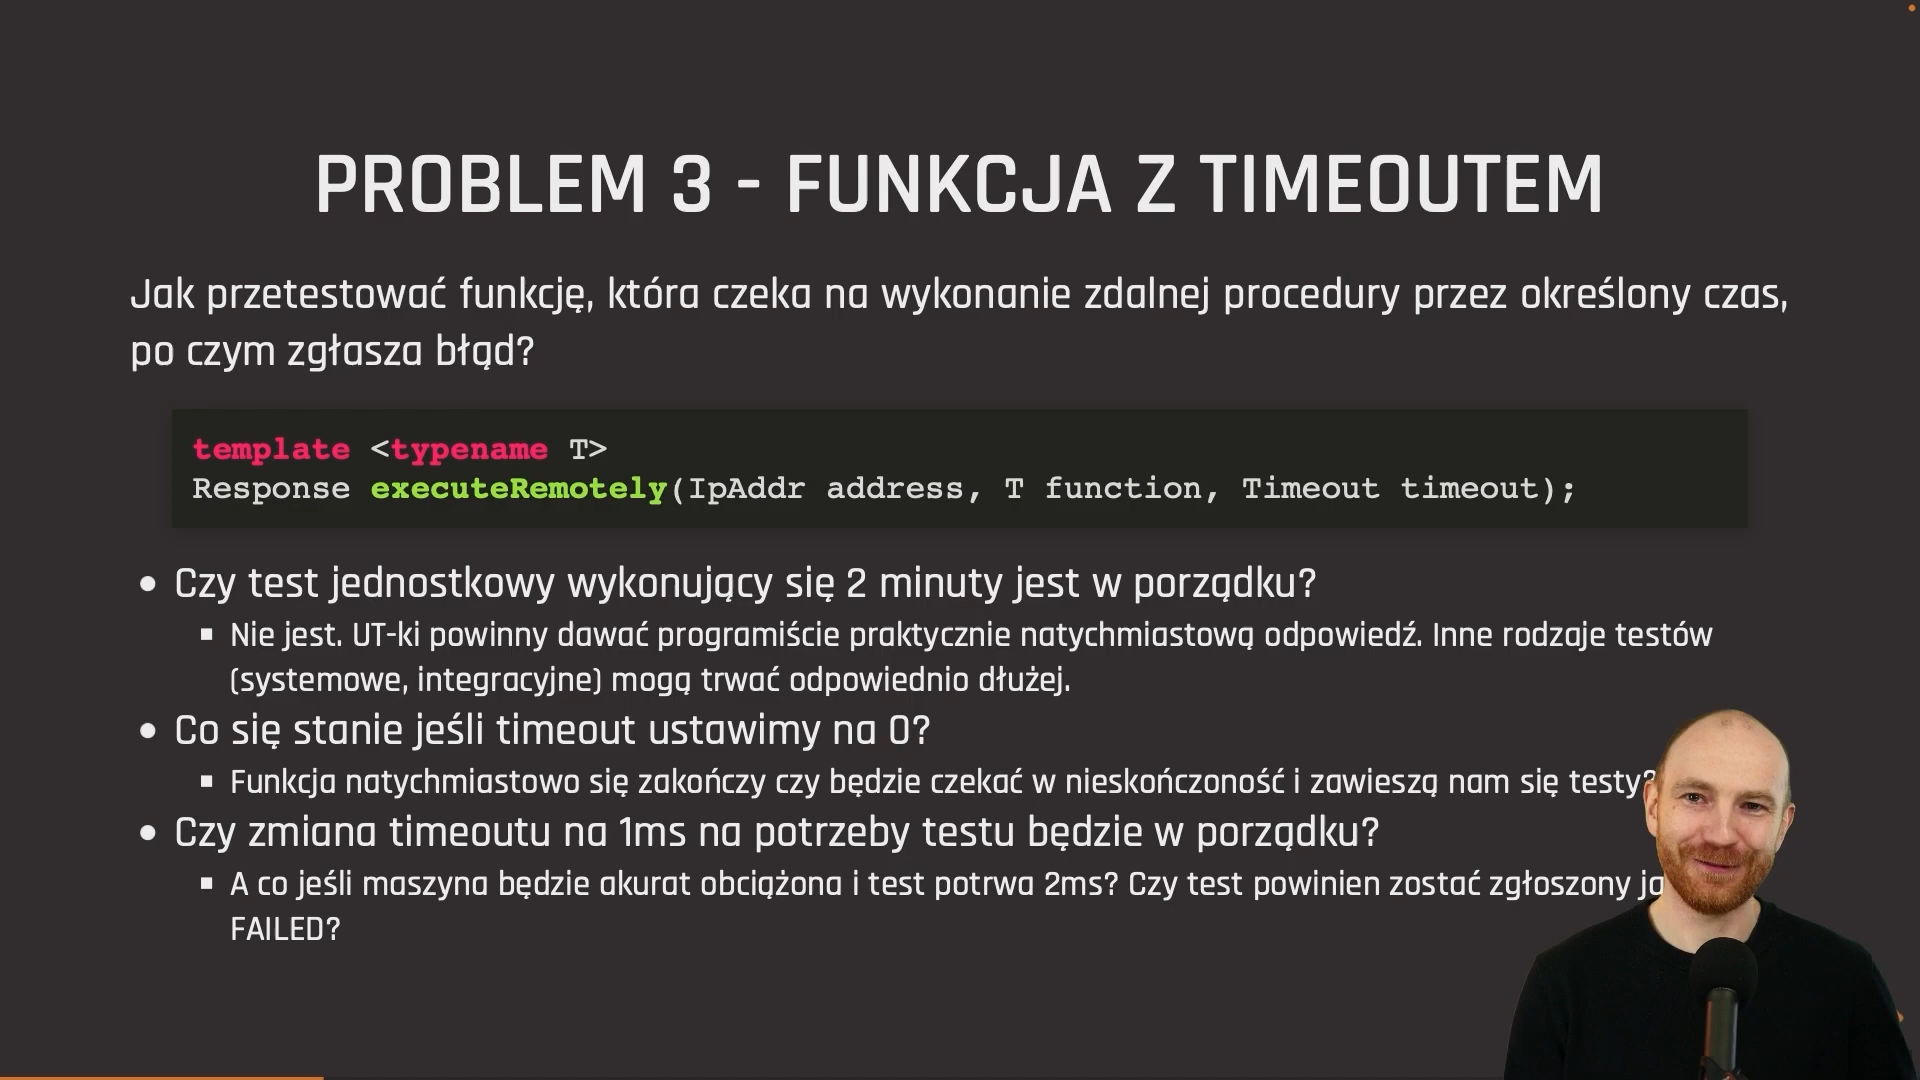 PROBLEM 3 - FUNKCJA Z TIMEOUTEM
Jak przetestować funkcję, która czeka na wykonanie zdalnej procedury przez określony czas,
po czym zgłasza błąd?
template <typename T>
Response executeRemotely(IpAddr address, T function, Timeout timeout);
• Czy test jednostkowy wykonujący się 2 minuty jest w porządku?
▪ Nie jest. UT-ki powinny dawać programiście praktycznie natychmiastową odpowiedź. Inne rodzaje testów
(systemowe, integracyjne) mogą trwać odpowiednio dłużej.
• Co się stanie jeśli timeout ustawimy na 0?
▪ Funkcja natychmiastowo się zakończy czy będzie czekać w nieskończoność i zawieszą nam się testy?
• Czy zmiana timeoutu na 1ms na potrzeby testu będzie w porządku?
▪ A co jeśli maszyna będzie akurat obciążona i test potrwa 2ms? Czy test powinien zostać zgłoszony
FAILED?